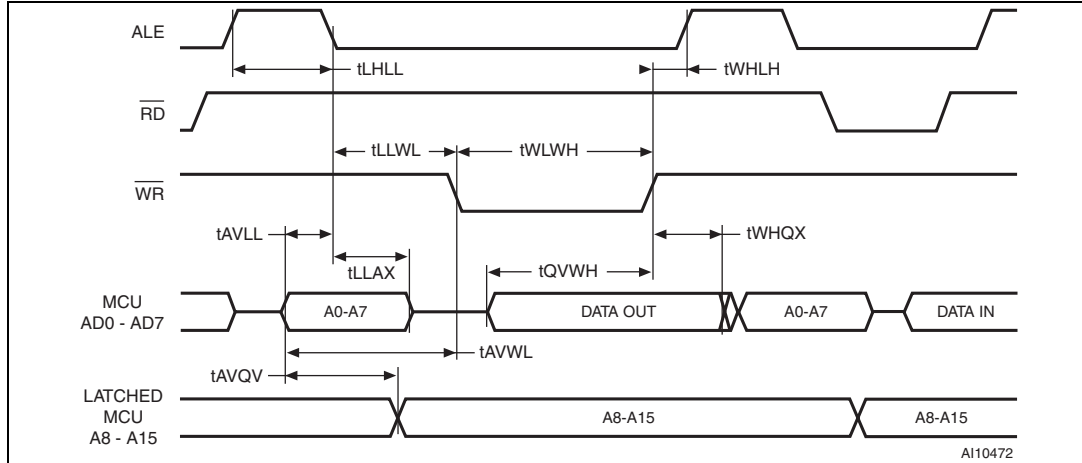 ALE
tLHLL
tWHLH
RD
tLLWL
tWLWH
WR
tAVLL
tWHQX
tLLAX
tQVWH
MCU
AD0 - AD7
A0-A7
DATA OUT
A0-A7
DATA IN
tAVWL
tAVQV
LATCHED
MCU
A8 - A15
A8-A15
A8-A15
AI10472